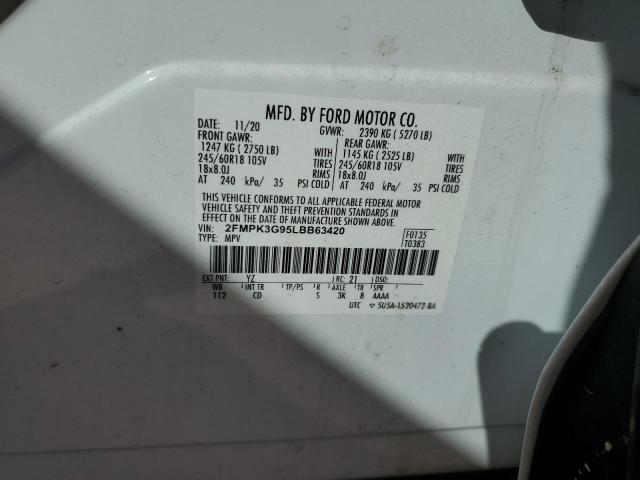 MFD. BY FORD MOTOR CO.
DATE: 11/20 GVWR: 2390 KG ( 5270 LB)
FRONT GAWR: REAR GAWR:
1247 KG ( 2750 LB) 1145 KG ( 2525 LB)
245/60R18 105V TIRES 245/60R18 105V TIRES
18x8.0J RIMS 18x8.0J RIMS
AT 240 kPa/ 35 PSI COLD AT 240 kPa/ 35 PSI COLD
THIS VEHICLE CONFORMS TO ALL APPLICABLE FEDERAL MOTOR
VEHICLE SAFETY AND THEFT PREVENTION STANDARDS IN
EFFECT ON THE DATE OF MANUFACTURE SHOWN ABOVE.
VIN: 2FMPK3G95LBB63420 F0135
TYPE: MPV T0383
EXT PNT: YZ RC: 21 DSO:
WB INT TR TP/PS R AXLE TR SPR
112 CD 5 3K 8 AAAA
UTC ▽ 5U5A-1520472-BA